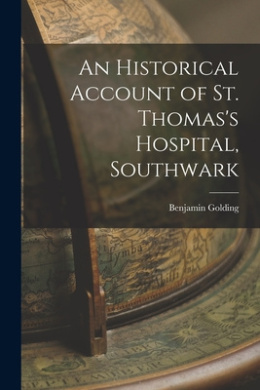 An Historical
Account of St.
Thomas's
Hospital,
Southwark
Benjamin Golding